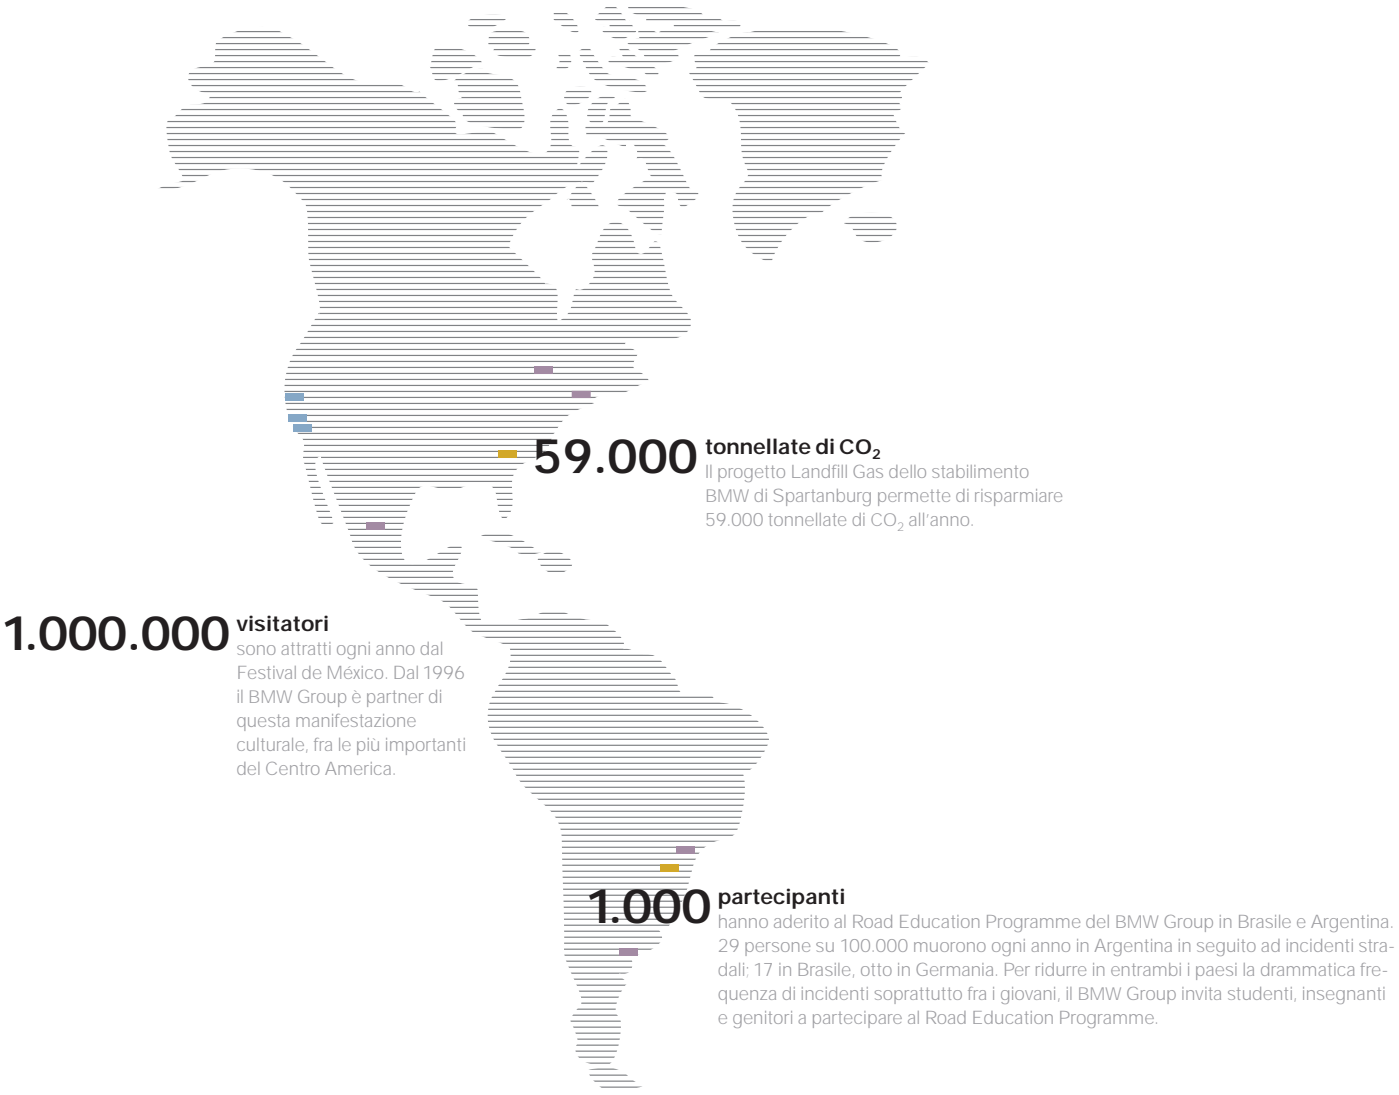 59.000 tonnellate di CO₂
Il progetto Landfill Gas dello stabilimento
BMW di Spartanburg permette di risparmiare
59.000 tonnellate di CO₂ all’anno.
1.000.000 visitatori
sono attratti ogni anno dal
Festival de México. Dal 1996
il BMW Group è partner di
questa manifestazione
culturale, fra le più importanti
del Centro America.
1.000 partecipanti
hanno aderito al Road Education Programme del BMW Group in Brasile e Argentina.
29 persone su 100.000 muorono ogni anno in Argentina in seguito ad incidenti stra-
dali; 17 in Brasile, otto in Germania. Per ridurre in entrambi i paesi la drammatica fre-
quenza di incidenti soprattutto fra i giovani, il BMW Group invita studenti, insegnanti
e genitori a partecipare al Road Education Programme.